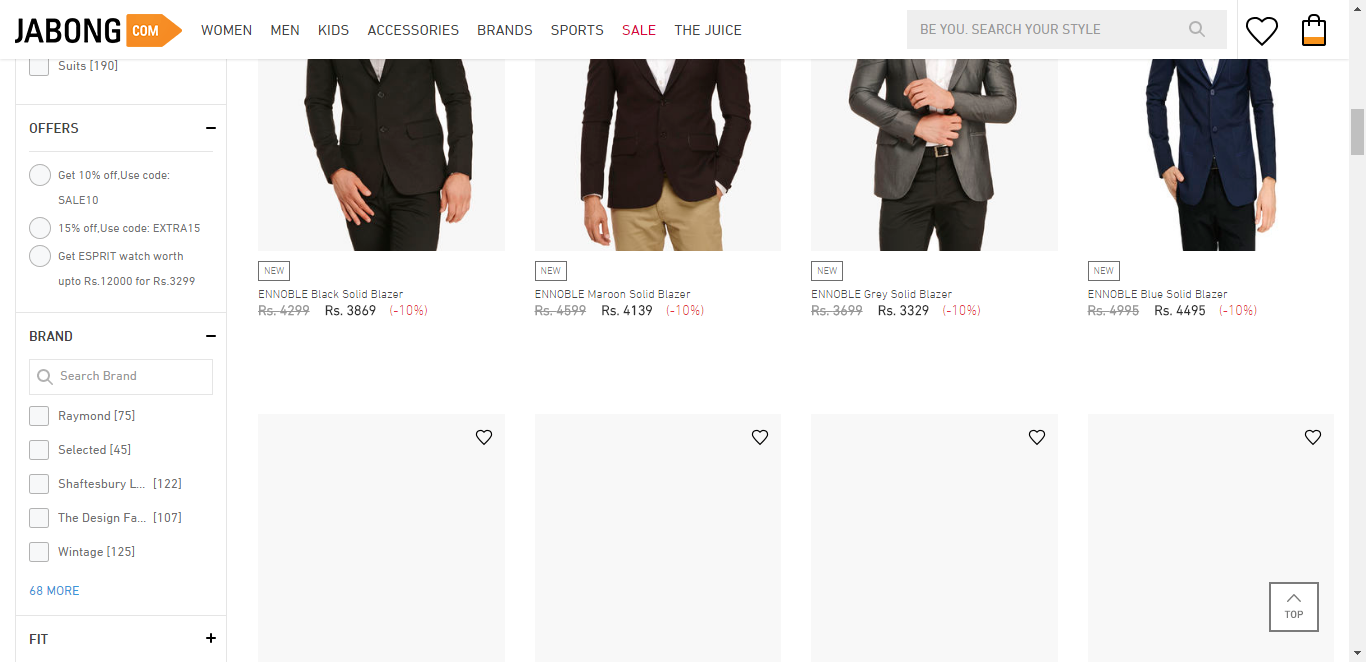 JABONG COM WOMEN MEN KIDS ACCESSORIES BRANDS SPORTS SALE THE JUICE BE YOU. SEARCH YOUR STYLE
Suits [190]
OFFERS
Get 10% off,Use code:
SALE10
15% off,Use code: EXTRA15
Get ESPRIT watch worth
upto Rs.12000 for Rs.3299
BRAND
Search Brand
Raymond [75]
Selected [45]
Shaftesbury L... [122]
The Design Fa... [107]
Wintage [125]
68 MORE
FIT
NEW
ENNOBLE Black Solid Blazer
Rs. 4299 Rs. 3869 (-10%)
NEW
ENNOBLE Maroon Solid Blazer
Rs. 4599 Rs. 4139 (-10%)
NEW
ENNOBLE Grey Solid Blazer
Rs. 3699 Rs. 3329 (-10%)
NEW
ENNOBLE Blue Solid Blazer
Rs. 4995 Rs. 4495 (-10%)
TOP